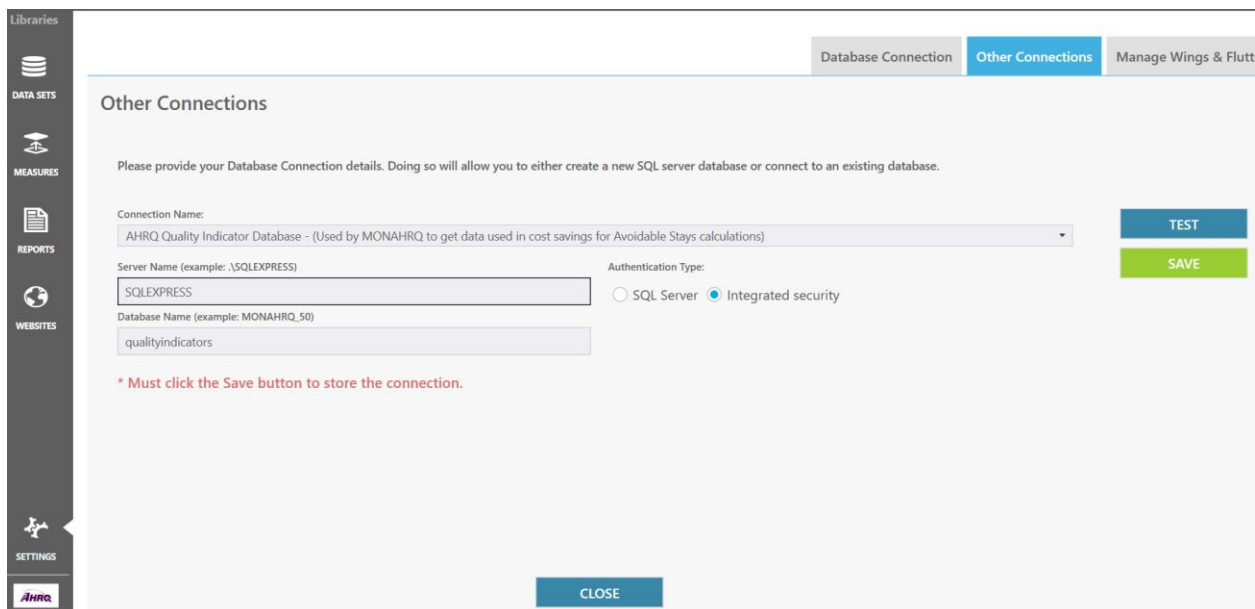 Libraries
DATA SETS
MEASURES
REPORTS
WEBSITES
SETTINGS
AHRQ
Database Connection
Other Connections
Manage Wings & Flutt
Other Connections
Please provide your Database Connection details. Doing so will allow you to either create a new SQL server database or connect to an existing database.
Connection Name:
AHRQ Quality Indicator Database - (Used by MONAHRQ to get data used in cost savings for Avoidable Stays calculations)
TEST
SAVE
Server Name (example: .\SQLEXPRESS)
Authentication Type:
SQLEXPRESS
SQL Server
Integrated security
Database Name (example: MONAHRQ_50)
qualityindicators
* Must click the Save button to store the connection.
CLOSE